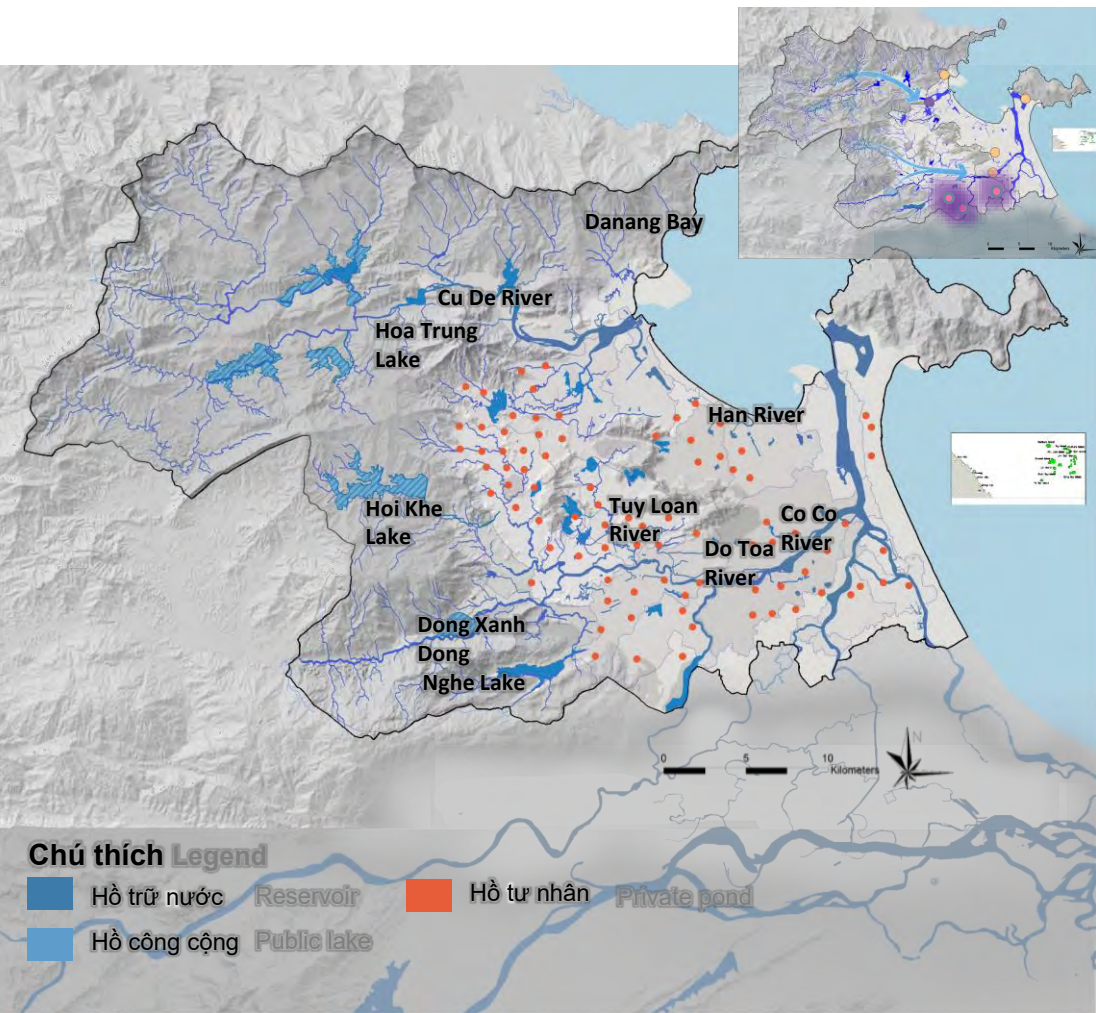 Danang Bay
Cu De River
Hoa Trung
Lake
Han River
Hoi Khe
Lake
Tuy Loan
River
Co Co
River
Do Toa
River
Dong Xanh
Dong
Nghe Lake
0 5 10
Kilometers
N
Chú thích Legend
Hồ trữ nước Reservoir
Hồ tư nhân Private pond
Hồ công cộng Public lake